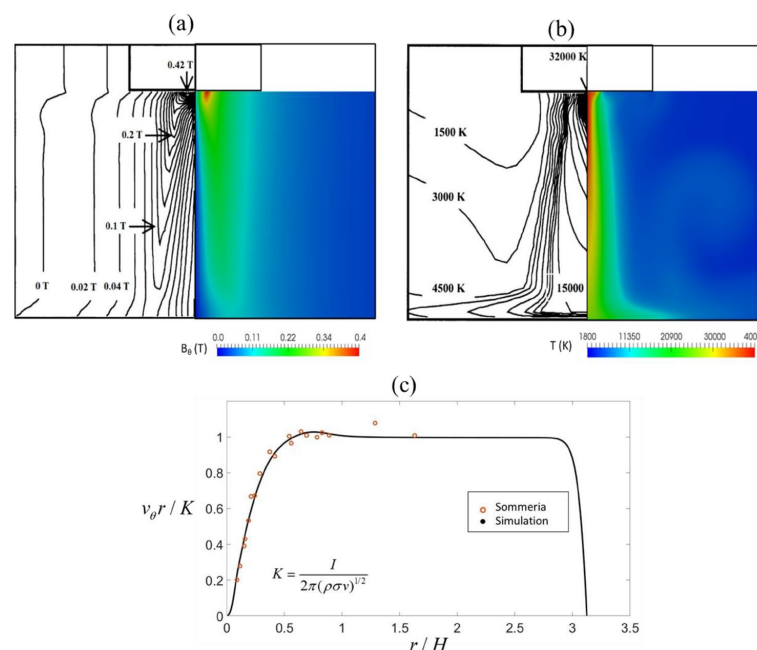 (a)
(b)
0.42 T
0.2 T
0.1 T
0 T
0.02 T
0.04 T
32000 K
1500 K
3000 K
4500 K
15000
0.0 0.11 0.22 0.34 0.4
Bθ (T)
1800 11350 20900 30000 400
T (K)
(c)
1
0.8
0.6
0.4
0.2
0
vθ r / K
Sommeria
Simulation
K = I / 2π(ρσν)^1/2
0 0.5 1 1.5 2 2.5 3 3.5
r / H